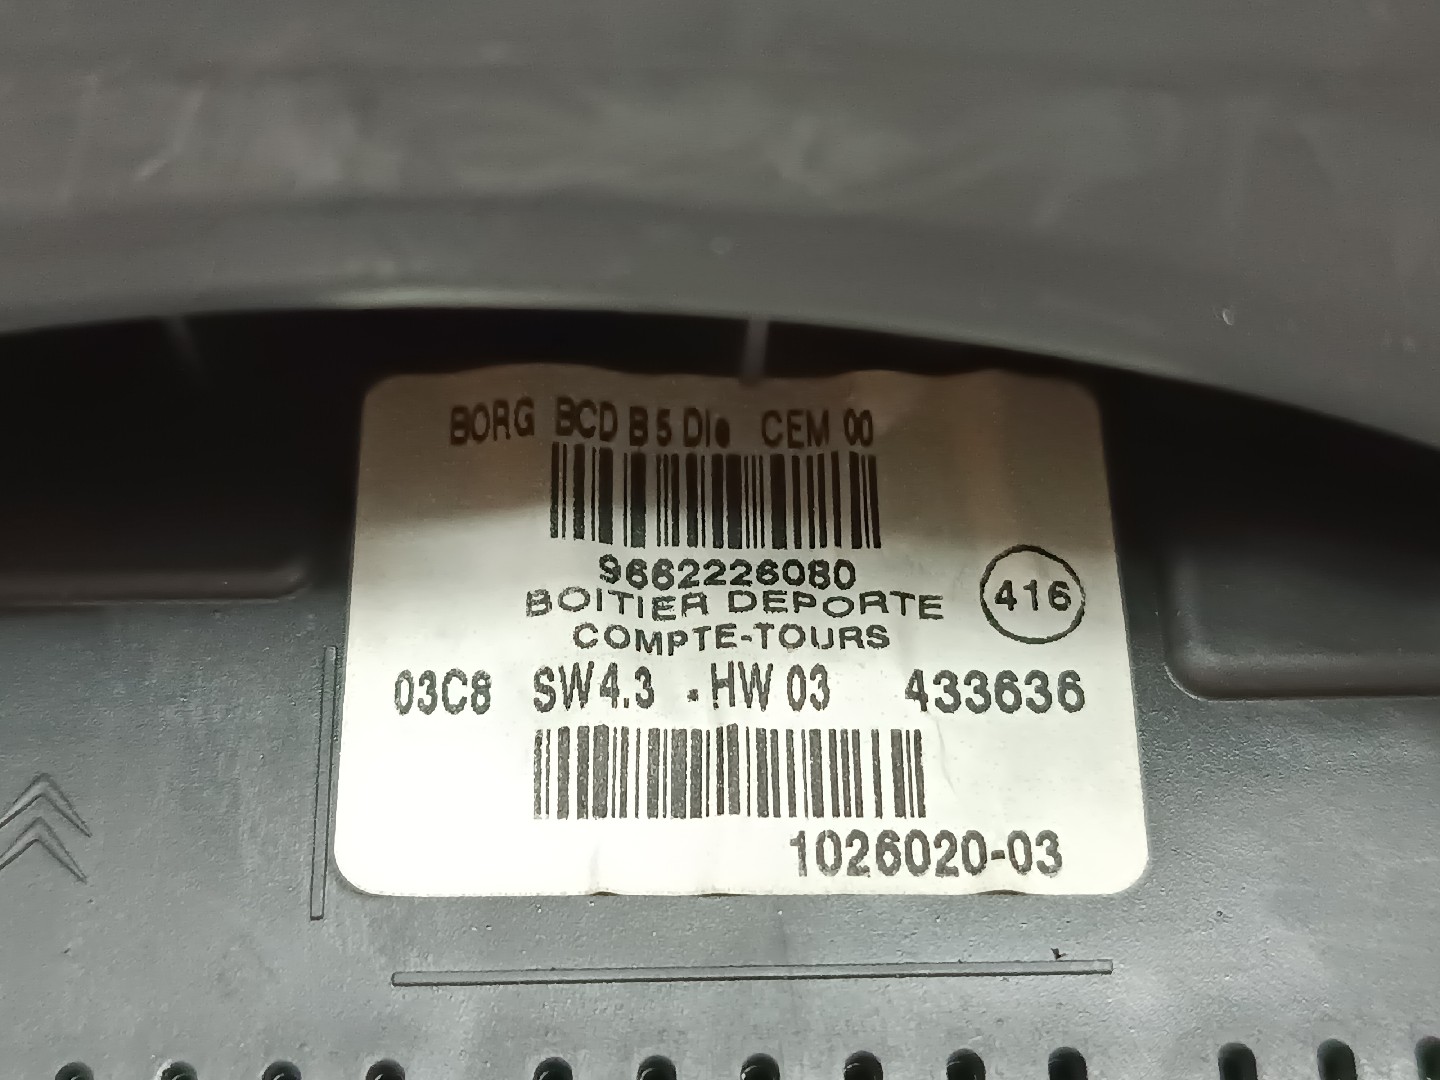 BORG BCD B5 DIe CEM 00
9662226080
BOITIER DEPORTE
COMPTE-TOURS
416
03C8 SW4.3 -HW 03 433636
1026020-03